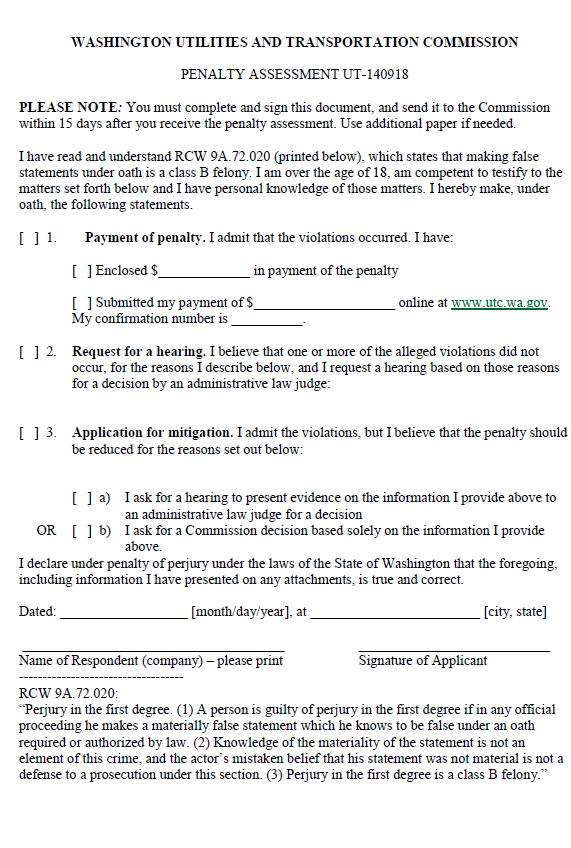 WASHINGTON UTILITIES AND TRANSPORTATION COMMISSION
PENALTY ASSESSMENT UT-140918
PLEASE NOTE: You must complete and sign this document, and send it to the Commission
within 15 days after you receive the penalty assessment. Use additional paper if needed.
I have read and understand RCW 9A.72.020 (printed below), which states that making false
statements under oath is a class B felony. I am over the age of 18, am competent to testify to the
matters set forth below and I have personal knowledge of those matters. I hereby make, under
oath, the following statements.
[ ] 1. Payment of penalty. I admit that the violations occurred. I have:
[ ] Enclosed $______________ in payment of the penalty
[ ] Submitted my payment of $_____________________ online at www.utc.wa.gov.
My confirmation number is ___________.
[ ] 2. Request for a hearing. I believe that one or more of the alleged violations did not
occur, for the reasons I describe below, and I request a hearing based on those reasons
for a decision by an administrative law judge:
[ ] 3. Application for mitigation. I admit the violations, but I believe that the penalty should
be reduced for the reasons set out below:
[ ] a) I ask for a hearing to present evidence on the information I provide above to
an administrative law judge for a decision
OR [ ] b) I ask for a Commission decision based solely on the information I provide
above.
I declare under penalty of perjury under the laws of the State of Washington that the foregoing,
including information I have presented on any attachments, is true and correct.
Dated: ___________________ [month/day/year], at _________________________ [city, state]
_______________________________________ _____________________________
Name of Respondent (company) – please print Signature of Applicant
-----------------------------------
RCW 9A.72.020:
“Perjury in the first degree. (1) A person is guilty of perjury in the first degree if in any official
proceeding he makes a materially false statement which he knows to be false under an oath
required or authorized by law. (2) Knowledge of the materiality of the statement is not an
element of this crime, and the actor’s mistaken belief that his statement was not material is not a
defense to a prosecution under this section. (3) Perjury in the first degree is a class B felony.”